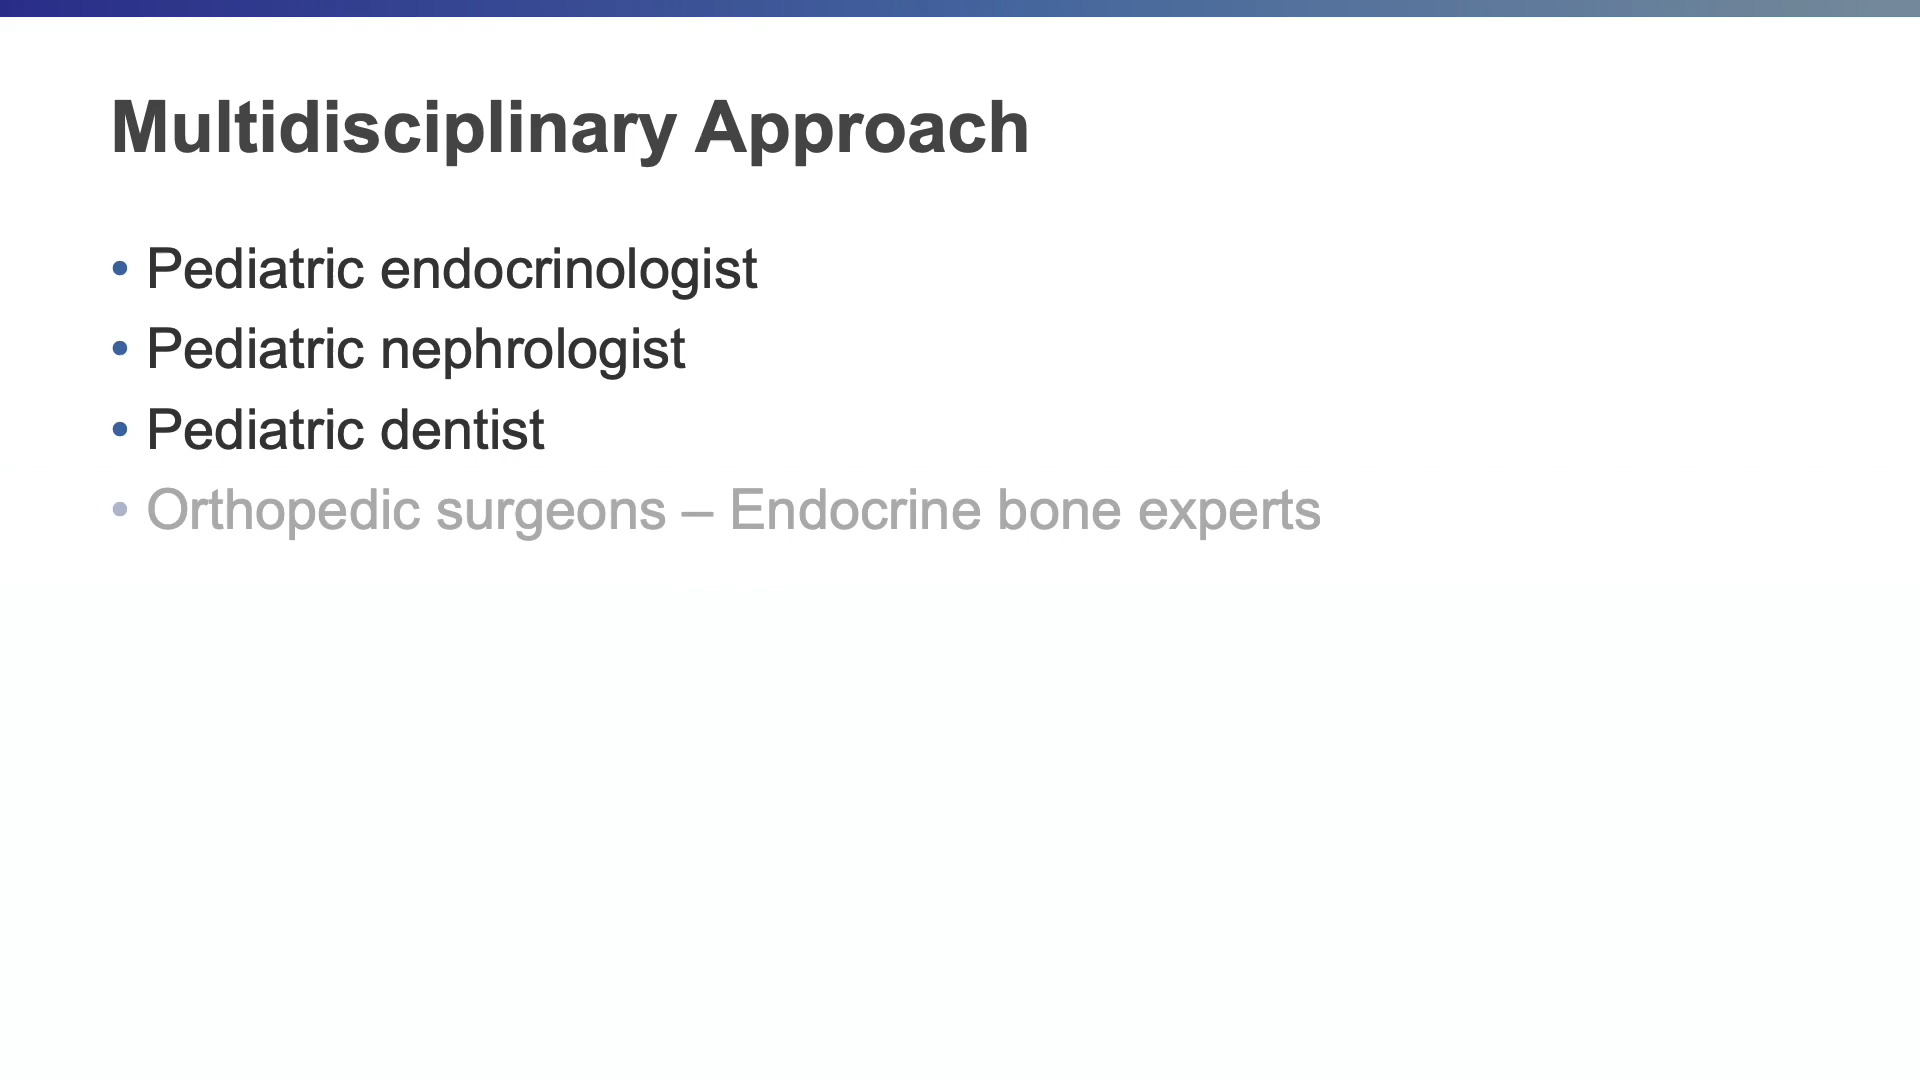 Multidisciplinary Approach
• Pediatric endocrinologist
• Pediatric nephrologist
• Pediatric dentist
• Orthopedic surgeons – Endocrine bone experts